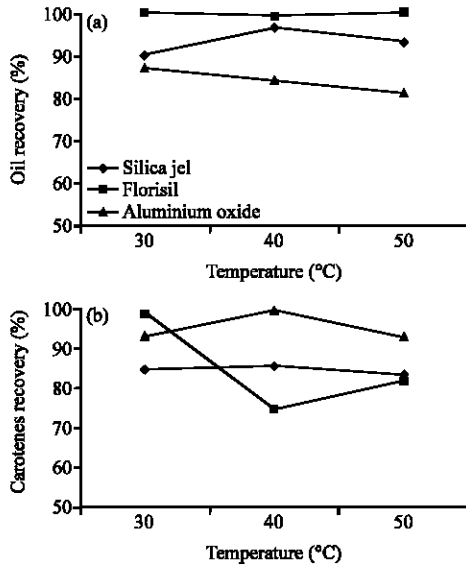 (a)
Oil recovery (%)
100
90
80
70
60
50
Silica jel
Florisil
Aluminium oxide
30 40 50
Temperature (°C)
(b)
Carotenes recovery (%)
100
90
80
70
60
50
30 40 50
Temperature (°C)